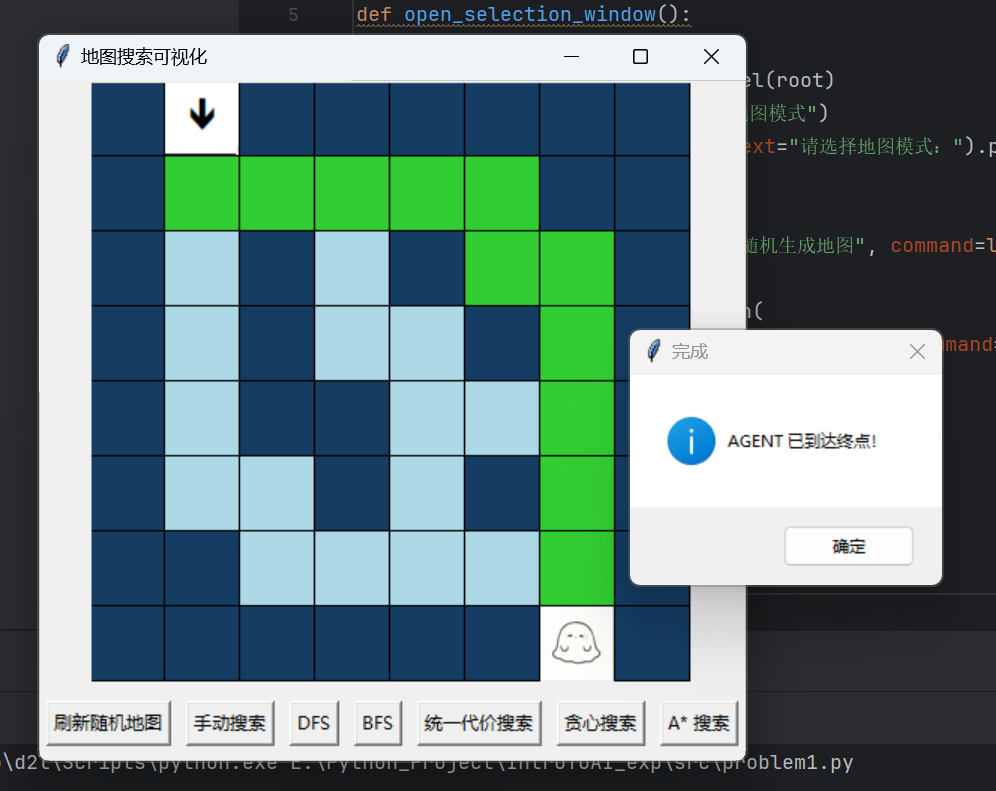 5 def open_selection_window():
地图搜索可视化
el(root)
图模式")
ext="请选择地图模式: ").p
随机生成地图", command=l
n(
mand=
完成
AGENT 已到达终点!
确定
刷新随机地图 手动搜索 DFS BFS 统一代价搜索 贪心搜索 A* 搜索
\d2l\Scripts\python.exe E:\Python_Project\IntroToAI_exp\src\problem1.py